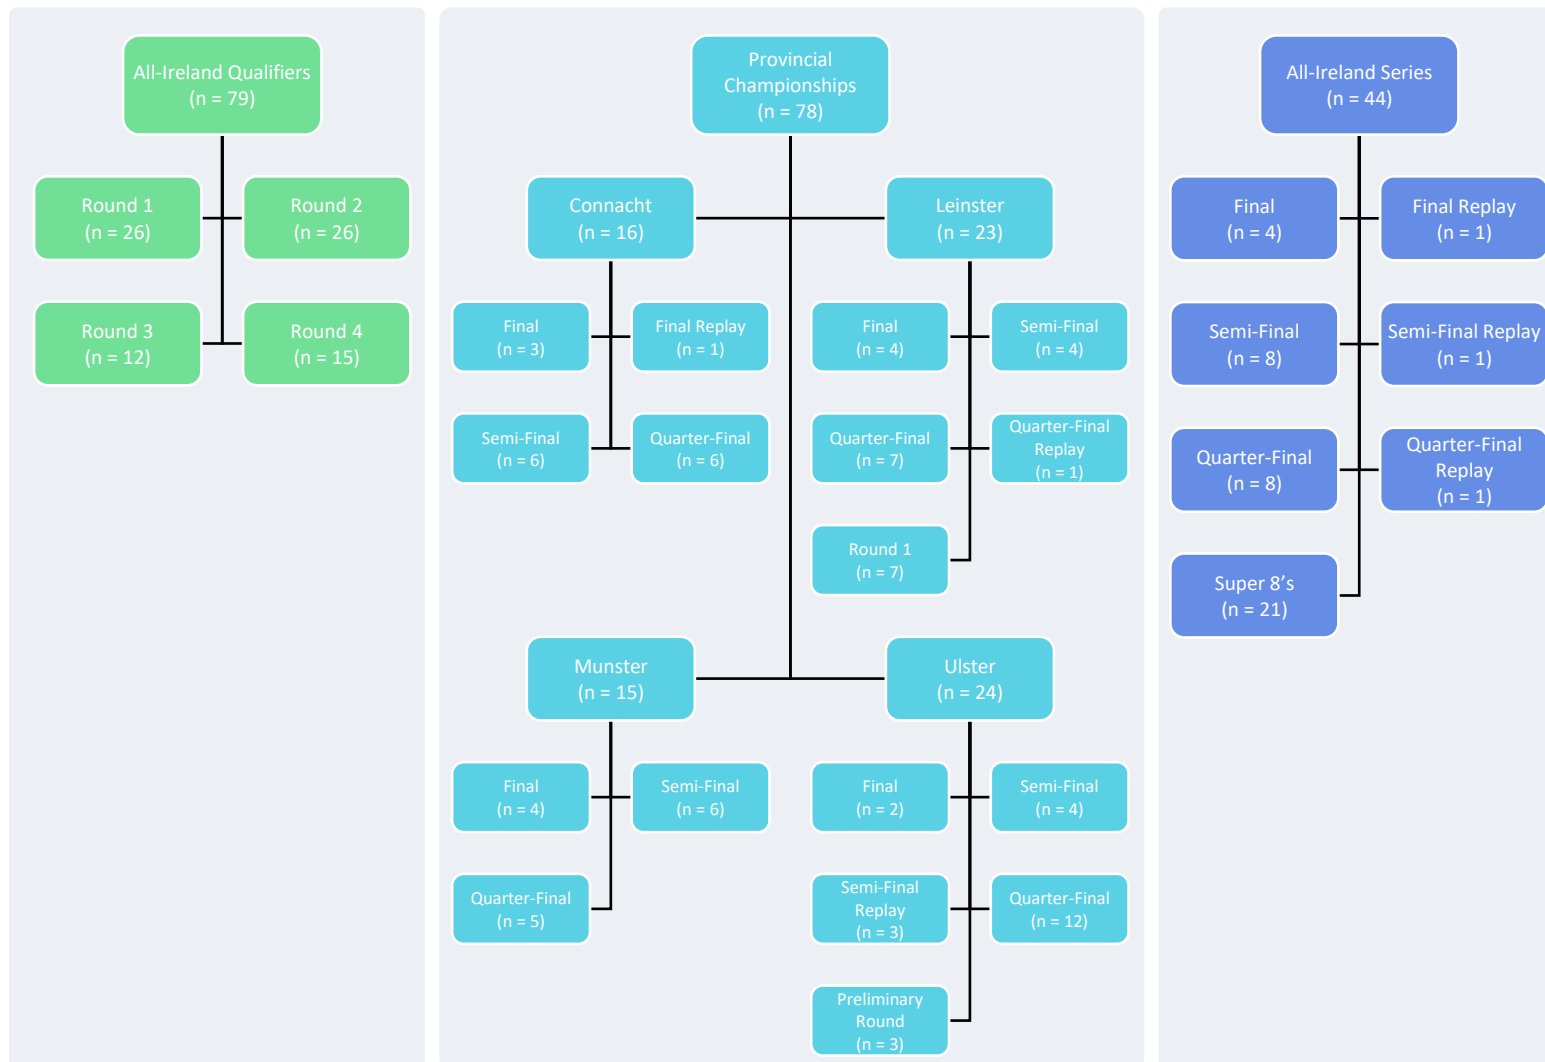 All-Ireland Qualifiers
(n = 79)
Round 1
(n = 26)
Round 2
(n = 26)
Round 3
(n = 12)
Round 4
(n = 15)
Provincial
Championships
(n = 78)
Connacht
(n = 16)
Leinster
(n = 23)
Final
(n = 3)
Final Replay
(n = 1)
Semi-Final
(n = 6)
Quarter-Final
(n = 6)
Final
(n = 4)
Semi-Final
(n = 4)
Quarter-Final
(n = 7)
Quarter-Final
Replay
(n = 1)
Round 1
(n = 7)
Munster
(n = 15)
Ulster
(n = 24)
Final
(n = 4)
Semi-Final
(n = 6)
Quarter-Final
(n = 5)
Final
(n = 2)
Semi-Final
(n = 4)
Semi-Final
Replay
(n = 3)
Quarter-Final
(n = 12)
Preliminary
Round
(n = 3)
All-Ireland Series
(n = 44)
Final
(n = 4)
Final Replay
(n = 1)
Semi-Final
(n = 8)
Semi-Final Replay
(n = 1)
Quarter-Final
(n = 8)
Quarter-Final
Replay
(n = 1)
Super 8’s
(n = 21)